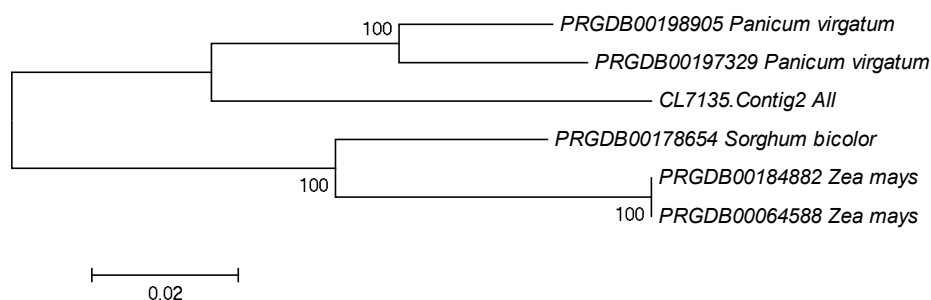 100
PRGDB00198905 Panicum virgatum
PRGDB00197329 Panicum virgatum
CL7135.Contig2 All
PRGDB00178654 Sorghum bicolor
100
PRGDB00184882 Zea mays
100
PRGDB00064588 Zea mays
0.02